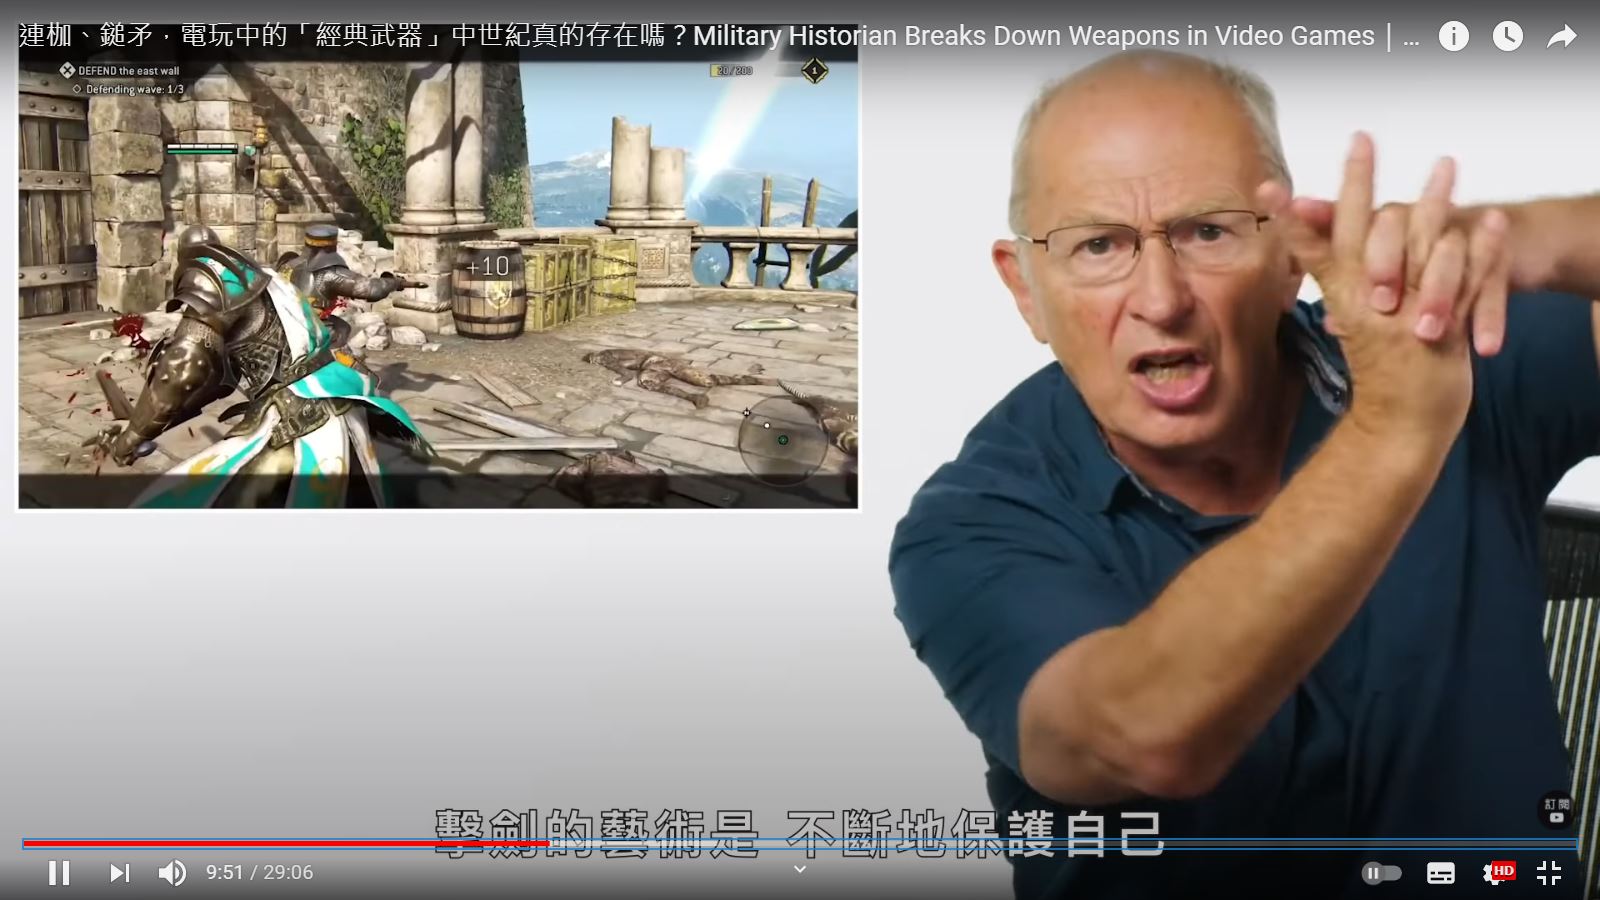 連枷、鎚矛，電玩中的「經典武器」中世紀真的存在嗎？Military Historian Breaks Down Weapons in Video Games｜...
DEFEND the east wall
Defending wave: 1/3
20/200
1
+10
訂閱
擊劍的藝術是 不斷地保護自己
9:51 / 29:06
HD